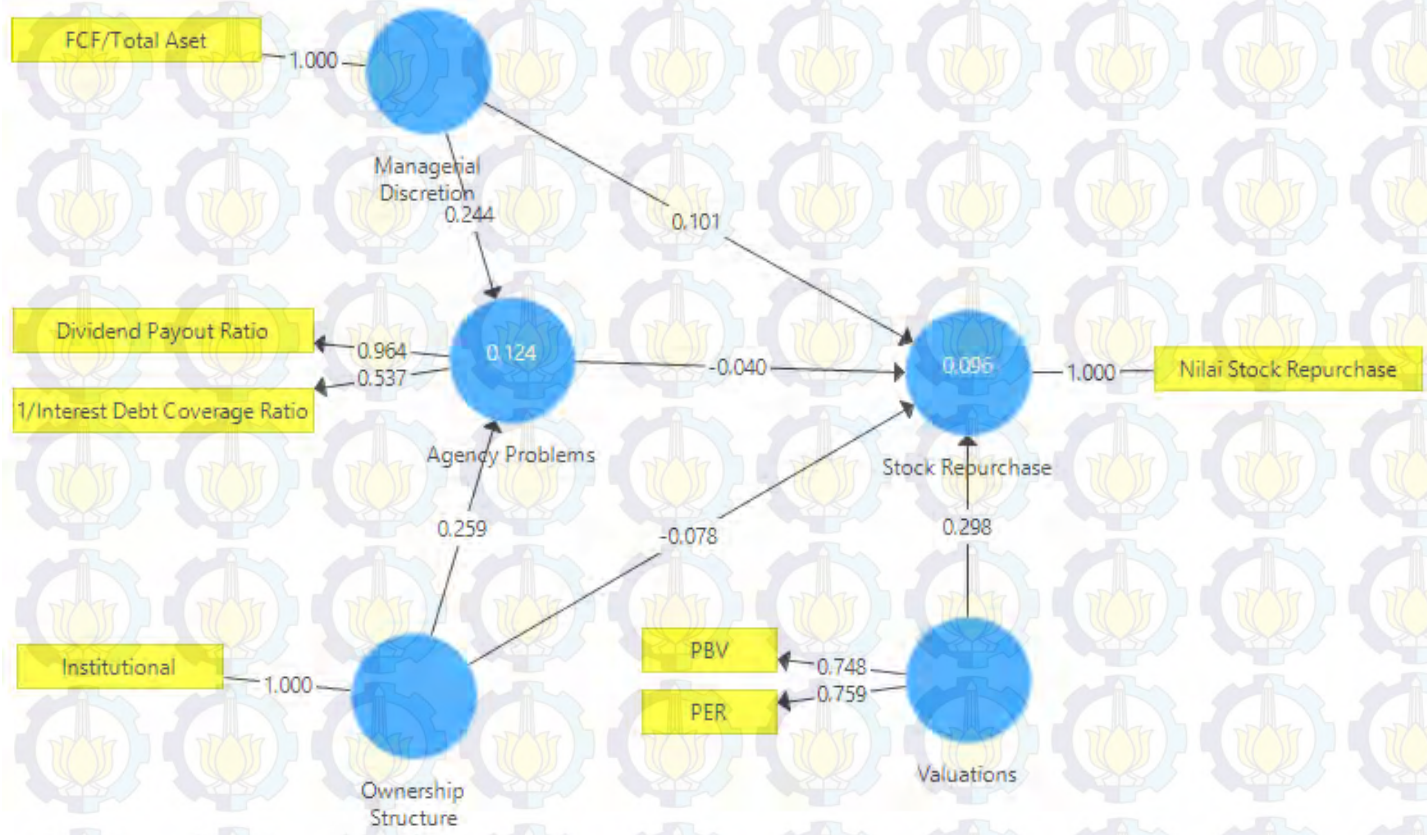 FCF/Total Aset
1.000
Managerial
Discretion
0.244
0.101
Dividend Payout Ratio
0.964
0.124
-0.040
0.096
1.000
Nilai Stock Repurchase
0.537
1/Interest Debt Coverage Ratio
Agency Problems
Stock Repurchase
0.259
-0.078
0.298
Institutional
1.000
PBV
0.748
0.759
PER
Ownership
Structure
Valuations